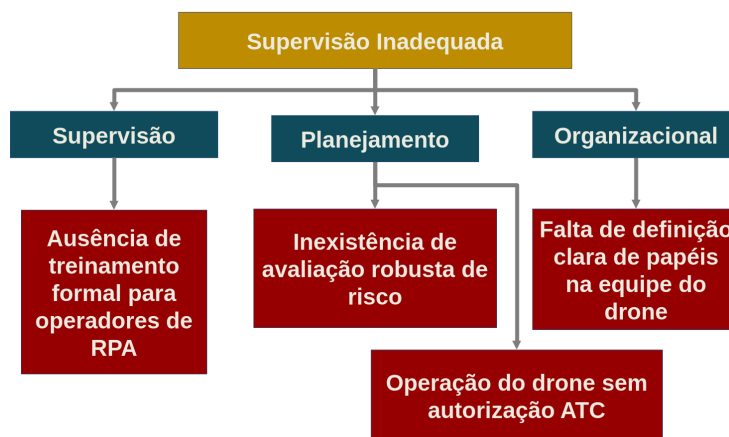 Supervisão Inadequada
Supervisão
Planejamento
Organizacional
Ausência de
treinamento
formal para
operadores de
RPA
Inexistência de
avaliação robusta de
risco
Falta de definição
clara de papéis
na equipe do
drone
Operação do drone sem
autorização ATC